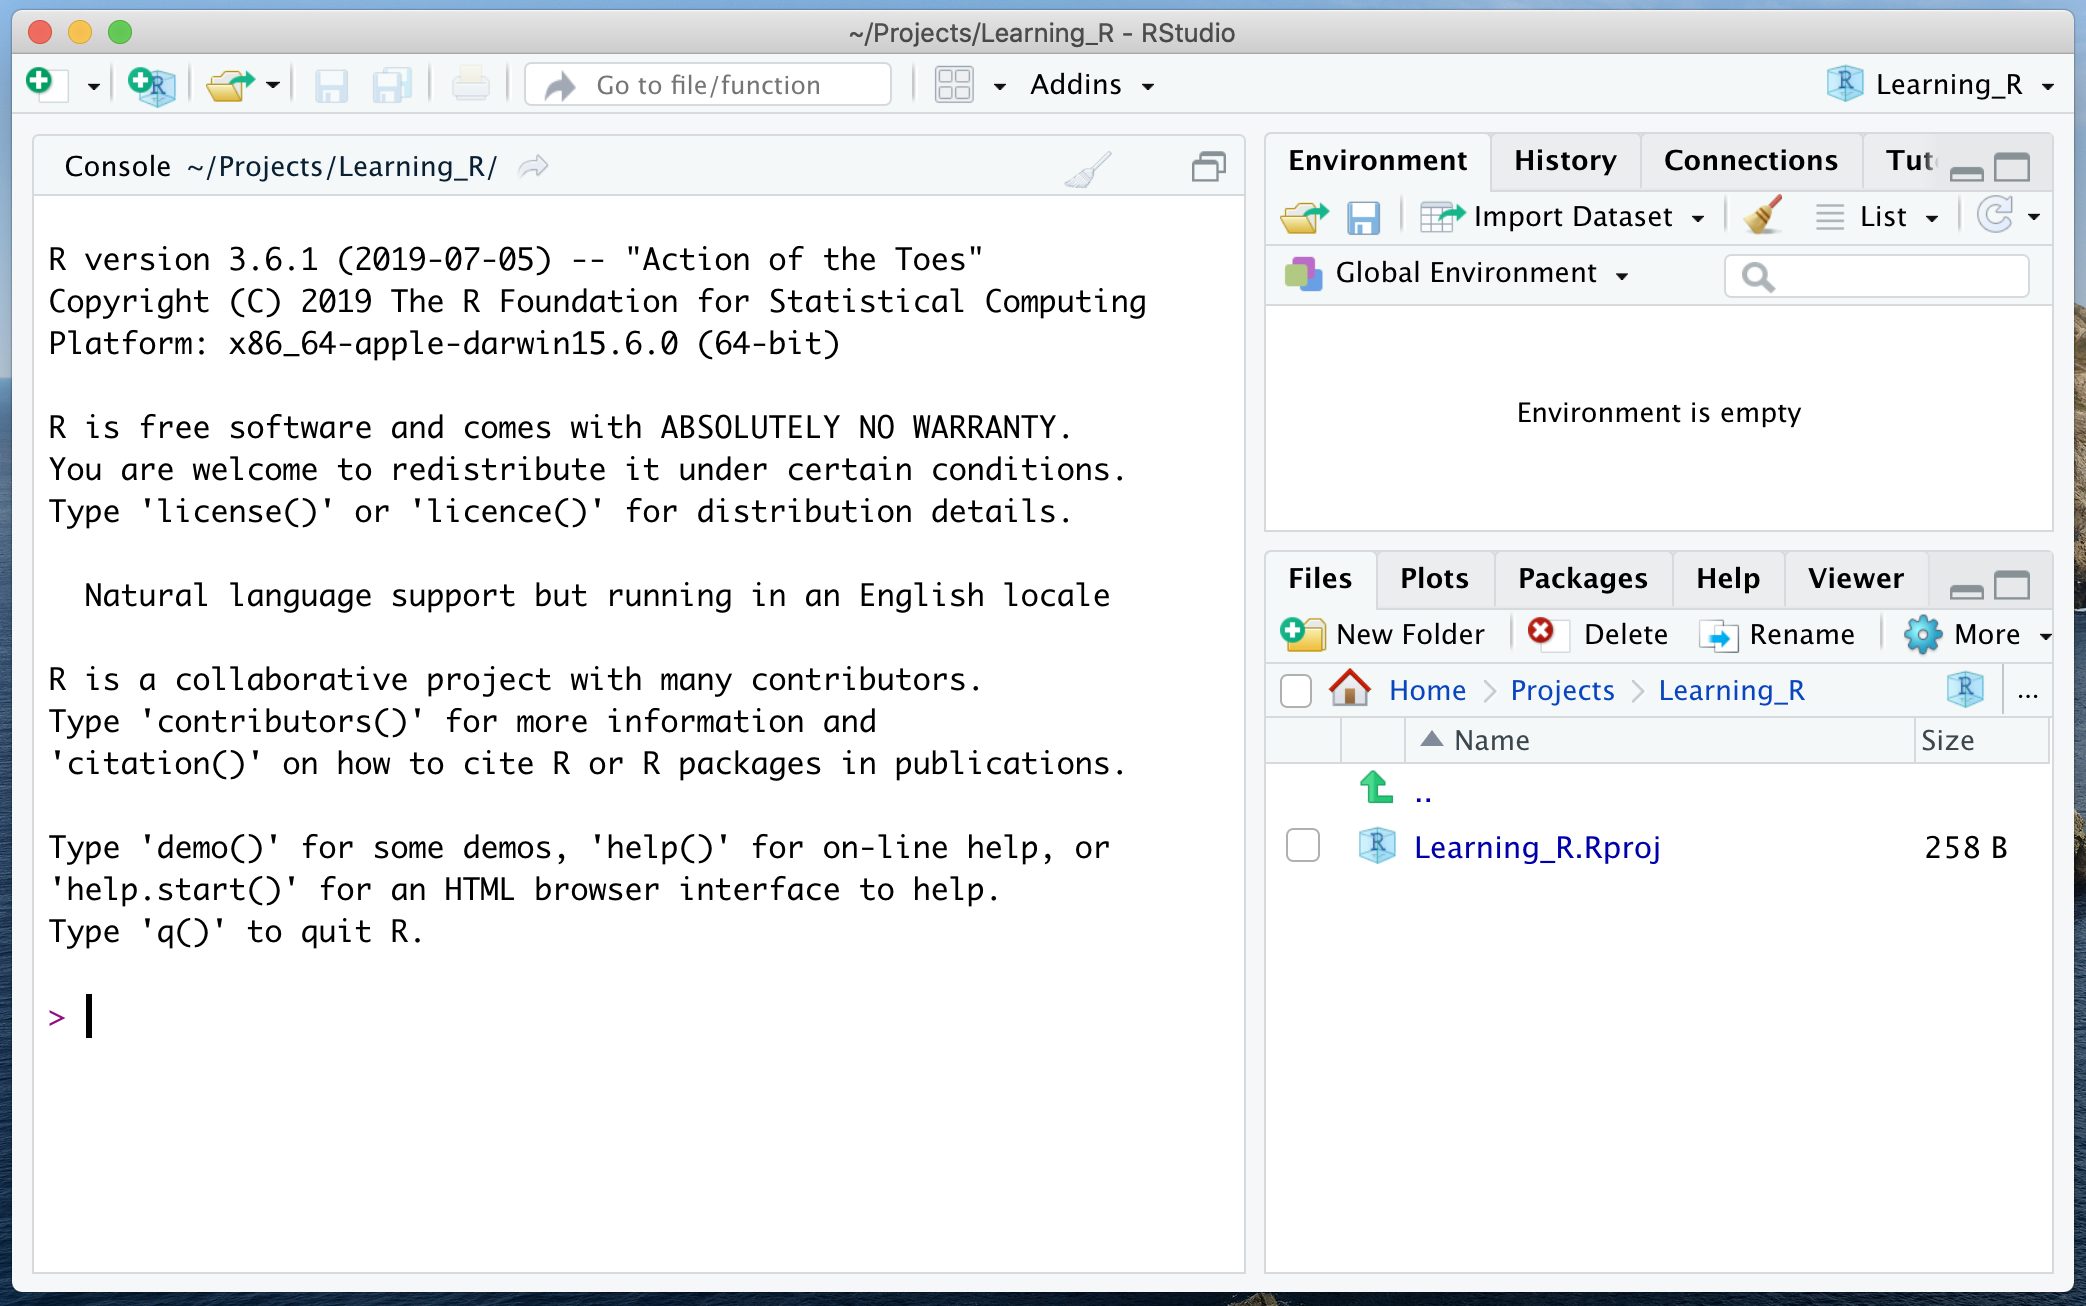 ~/Projects/Learning_R - RStudio
Go to file/function
Addins
Learning_R
Console ~/Projects/Learning_R/
R version 3.6.1 (2019-07-05) -- "Action of the Toes"
Copyright (C) 2019 The R Foundation for Statistical Computing
Platform: x86_64-apple-darwin15.6.0 (64-bit)
R is free software and comes with ABSOLUTELY NO WARRANTY.
You are welcome to redistribute it under certain conditions.
Type 'license()' or 'licence()' for distribution details.
Natural language support but running in an English locale
R is a collaborative project with many contributors.
Type 'contributors()' for more information and
'citation()' on how to cite R or R packages in publications.
Type 'demo()' for some demos, 'help()' for on-line help, or
'help.start()' for an HTML browser interface to help.
Type 'q()' to quit R.
>
Environment History Connections Tut
Import Dataset List
Global Environment
Environment is empty
Files Plots Packages Help Viewer
New Folder Delete Rename More
Home Projects Learning_R ...
Name Size
..
Learning_R.Rproj 258 B